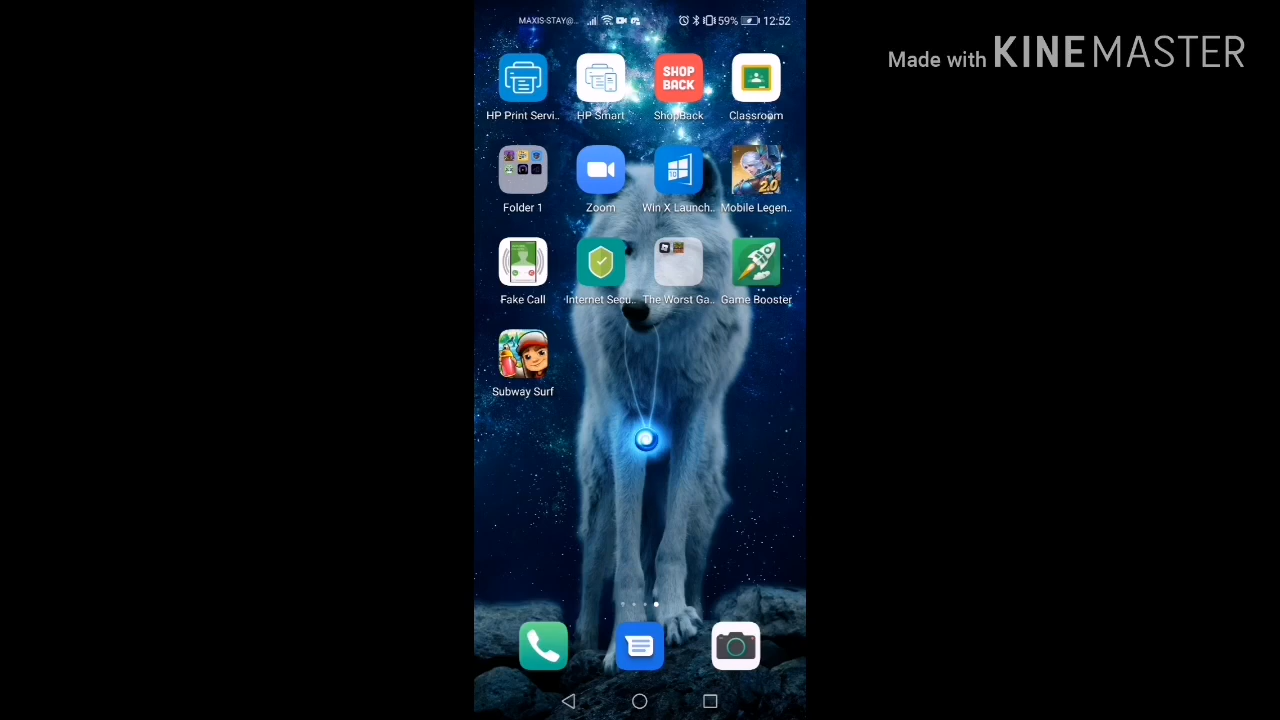 MAXIS-STAY@..
59% 12:52
Made with KINEMASTER
HP Print Servi..
HP Smart
SHOP
BACK
ShopBack
Classroom
Folder 1
Zoom
10
Win X Launch..
2.0
Mobile Legen..
Fake Call
Internet Secu..
The Worst Ga..
Game Booster
Subway Surf